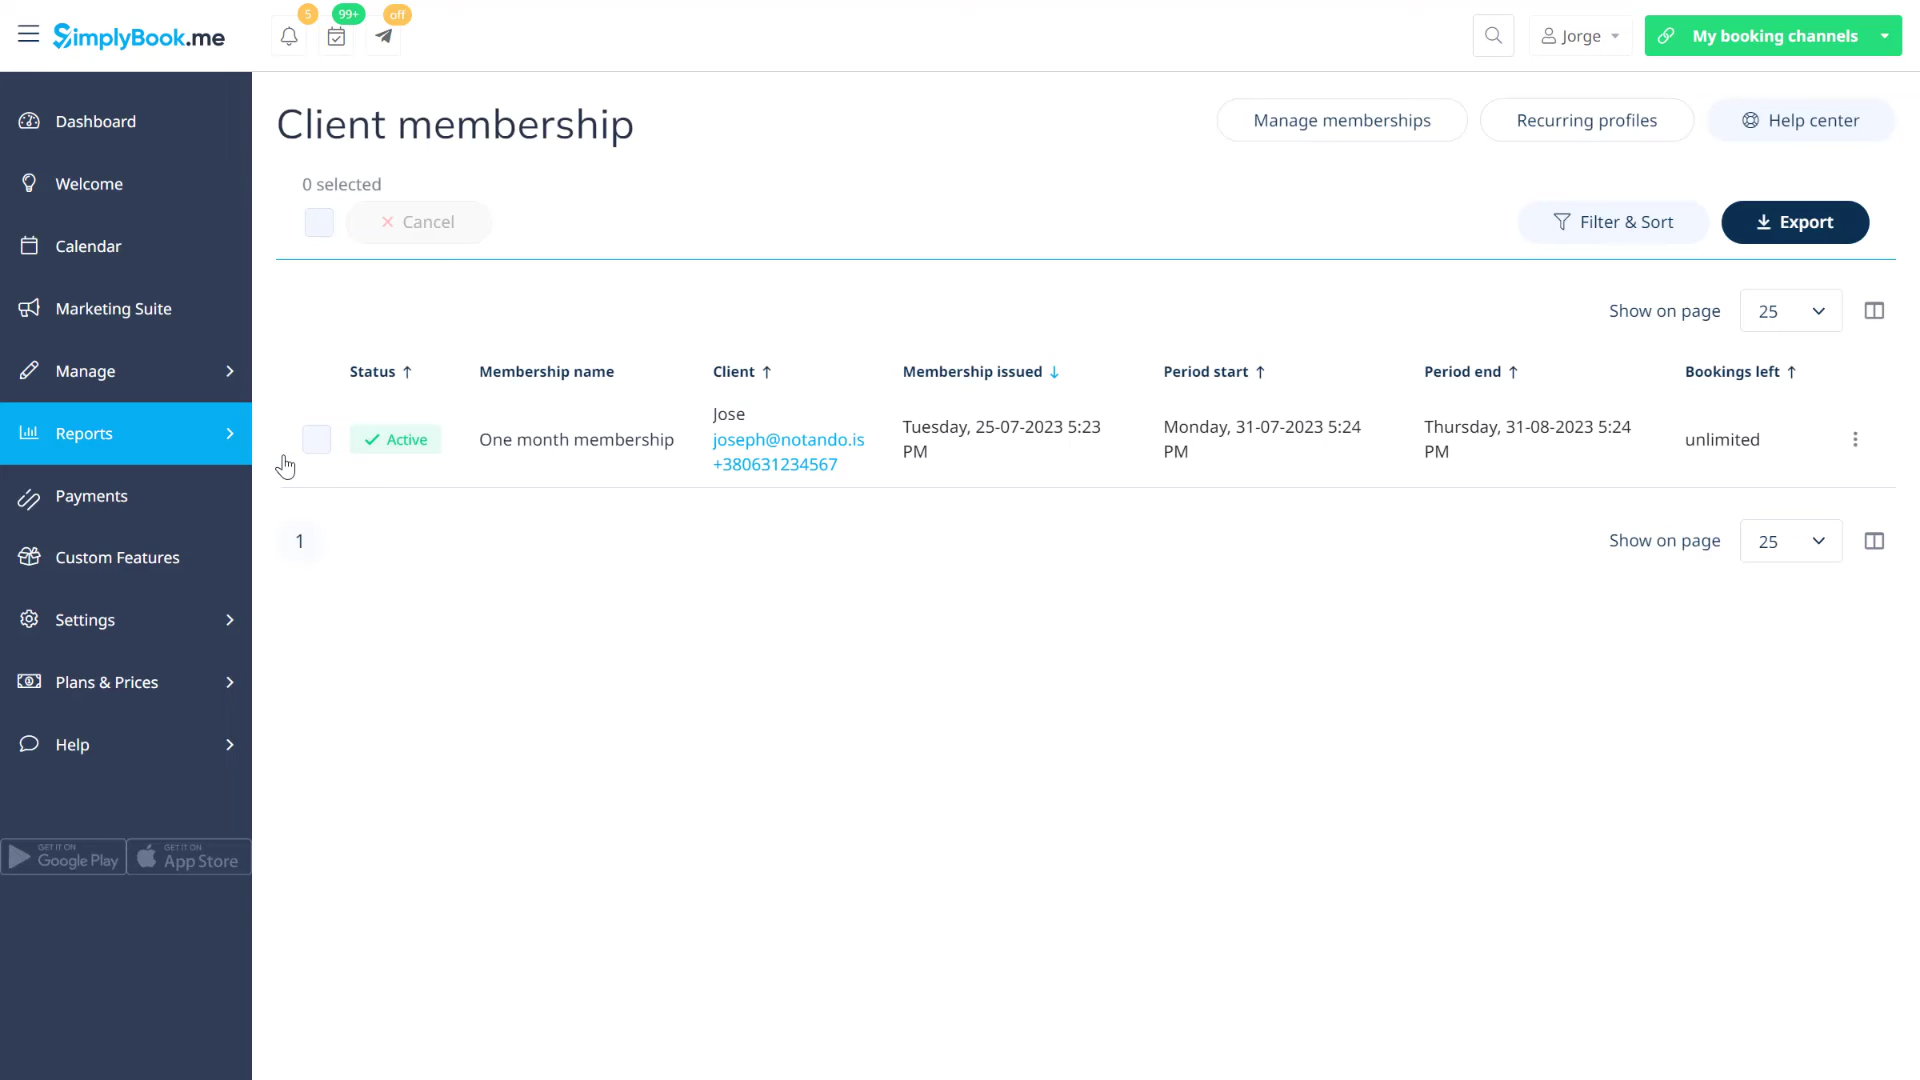 5
99+
off
SimplyBook.me
Jorge
My booking channels
Dashboard
Welcome
Calendar
Marketing Suite
Manage
Reports
Payments
Custom Features
Settings
Plans & Prices
Help
GET IT ON
Google Play
GET IT ON
App Store
Client membership
Manage memberships
Recurring profiles
Help center
0 selected
Cancel
Filter & Sort
Export
Show on page
25
Status ↑
Membership name
Client ↑
Membership issued ↓
Period start ↑
Period end ↑
Bookings left ↑
Active
One month membership
Jose
joseph@notando.is
+380631234567
Tuesday, 25-07-2023 5:23
PM
Monday, 31-07-2023 5:24
PM
Thursday, 31-08-2023 5:24
PM
unlimited
1
Show on page
25